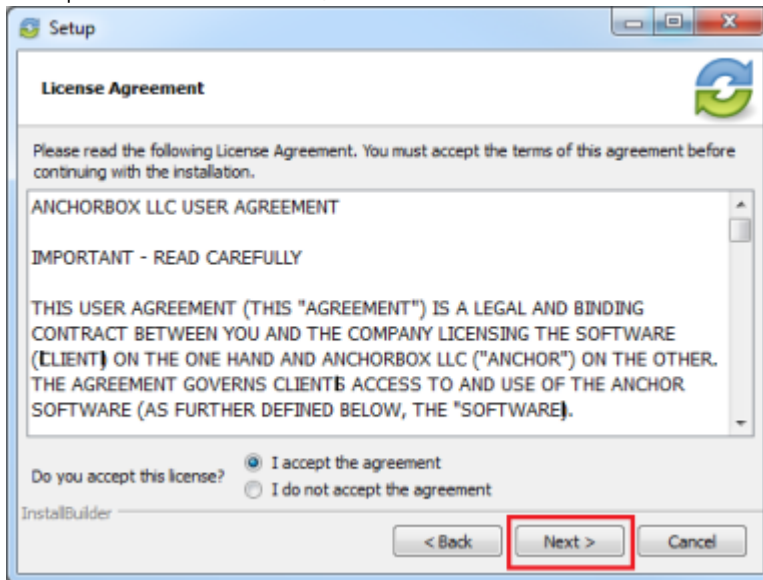 Setup
License Agreement
Please read the following License Agreement. You must accept the terms of this agreement before
continuing with the installation.
ANCHORBOX LLC USER AGREEMENT
IMPORTANT - READ CAREFULLY
THIS USER AGREEMENT (THIS "AGREEMENT") IS A LEGAL AND BINDING
CONTRACT BETWEEN YOU AND THE COMPANY LICENSING THE SOFTWARE
(CLIENT) ON THE ONE HAND AND ANCHORBOX LLC ("ANCHOR") ON THE OTHER.
THE AGREEMENT GOVERNS CLIENTS ACCESS TO AND USE OF THE ANCHOR
SOFTWARE (AS FURTHER DEFINED BELOW, THE "SOFTWARE).
Do you accept this license?
I accept the agreement
I do not accept the agreement
InstallBuilder
< Back
Next >
Cancel